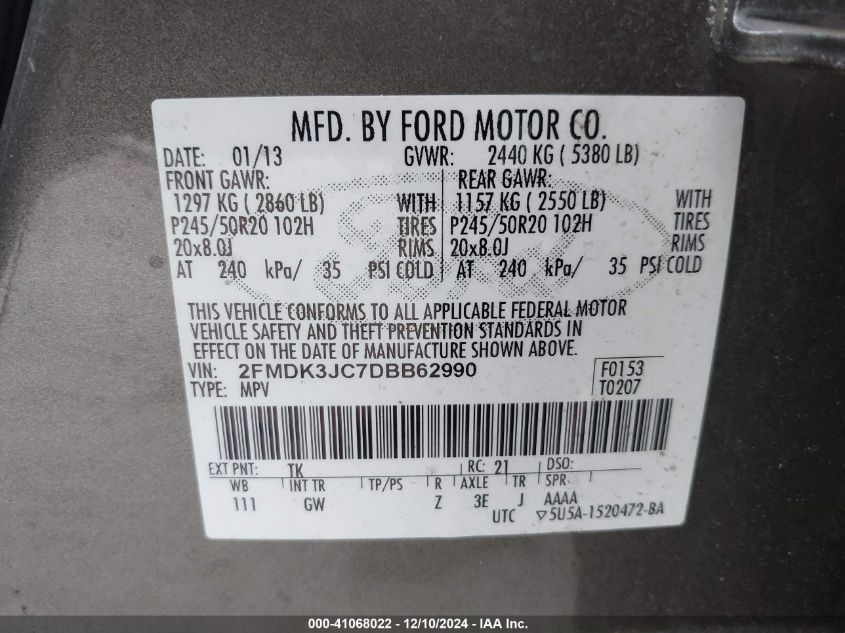 MFD. BY FORD MOTOR CO.
DATE: 01/13 GVWR: 2440 KG ( 5380 LB)
FRONT GAWR: REAR GAWR:
1297 KG ( 2860 LB) WITH 1157 KG ( 2550 LB) WITH
P245/50R20 102H TIRES P245/50R20 102H TIRES
20x8.0J RIMS 20x8.0J RIMS
AT 240 kPa/ 35 PSI COLD AT 240 kPa/ 35 PSI COLD
THIS VEHICLE CONFORMS TO ALL APPLICABLE FEDERAL MOTOR
VEHICLE SAFETY AND THEFT PREVENTION STANDARDS IN
EFFECT ON THE DATE OF MANUFACTURE SHOWN ABOVE.
VIN: 2FMDK3JC7DBB62990 F0153
TYPE: MPV T0207
EXT PNT: TK RC: 21 DSO:
WB INT TR TP/PS R AXLE TR SPR
111 GW Z 3E J AAAA
UTC ▽5U5A-1520472-BA
000-41068022 - 12/10/2024 - IAA Inc.